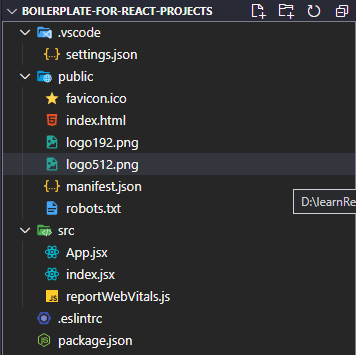 BOILERPLATE-FOR-REACT-PROJECTS
.vscode
settings.json
public
favicon.ico
index.html
logo192.png
logo512.png
manifest.json
D:\learnRe
robots.txt
src
App.jsx
index.jsx
JS reportWebVitals.js
.eslintrc
package.json